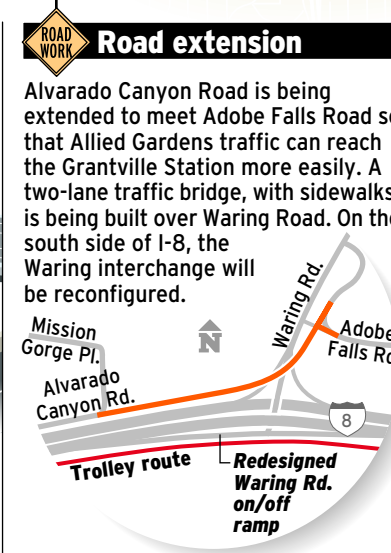 ROAD
WORK
Road extension
Alvarado Canyon Road is being
extended to meet Adobe Falls Road so
that Allied Gardens traffic can reach
the Grantville Station more easily. A
two-lane traffic bridge, with sidewalks,
is being built over Waring Road. On the
south side of I-8, the
Waring interchange will
be reconfigured.
Waring Rd.
Mission
Gorge Pl.
N
Adobe
Falls Rd.
Alvarado
Canyon Rd.
8
Trolley route
Redesigned
Waring Rd.
on/off
ramp